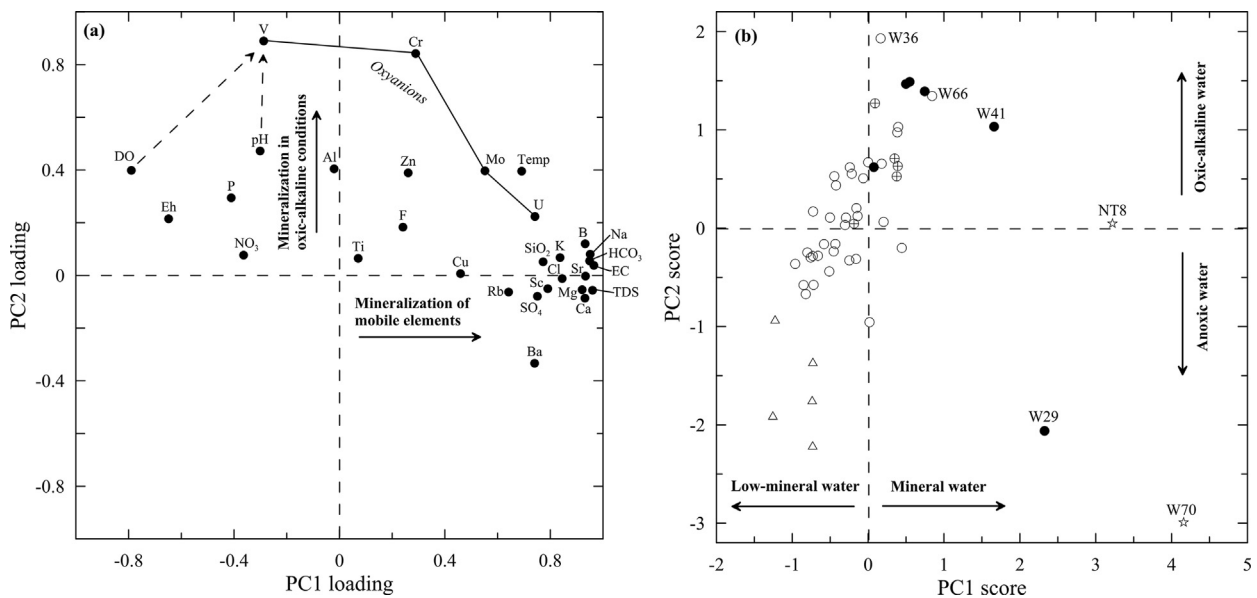 (a)
V
Cr
Oxyanions
DO
pH
Al
Zn
Mo
Temp
P
Eh
F
U
NO3
Ti
Cu
SiO2
K
B
Na
HCO3
EC
Cl
Sr
Rb
Sc
SO4
Mg
TDS
Ca
Ba
Mineralization in
oxic-alkaline conditions
Mineralization of
mobile elements
0.8
0.4
0
-0.4
-0.8
PC2 loading
-0.8
-0.4
0
0.4
0.8
PC1 loading
(b)
W36
W66
W41
NT8
W29
W70
Oxic-alkaline water
Anoxic water
Low-mineral water
Mineral water
2
1
0
-1
-2
-3
PC2 score
-2
-1
0
1
2
3
4
5
PC1 score